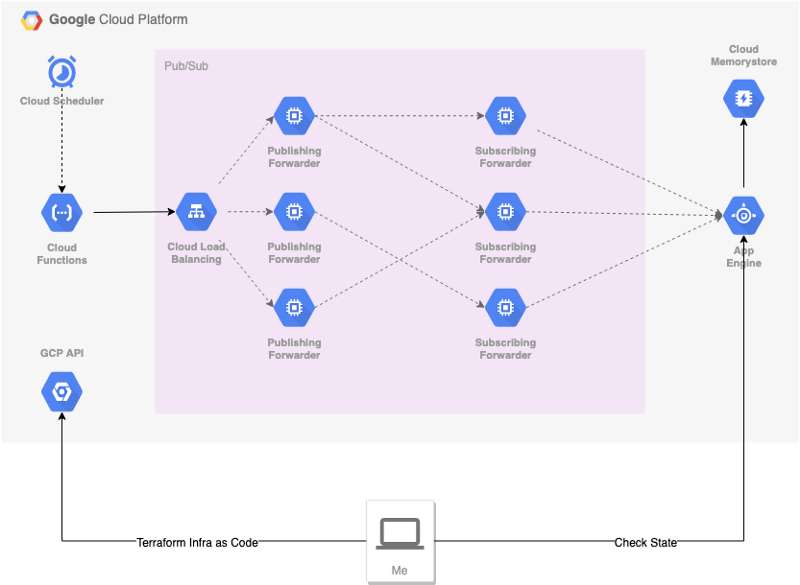 Google Cloud Platform
Cloud
Memorystore
Pub/Sub
Cloud Scheduler
Publishing
Forwarder
Subscribing
Forwarder
Cloud
Functions
Cloud Load
Balancing
Publishing
Forwarder
Subscribing
Forwarder
App
Engine
Publishing
Forwarder
Subscribing
Forwarder
GCP API
Terraform Infra as Code
Check State
Me